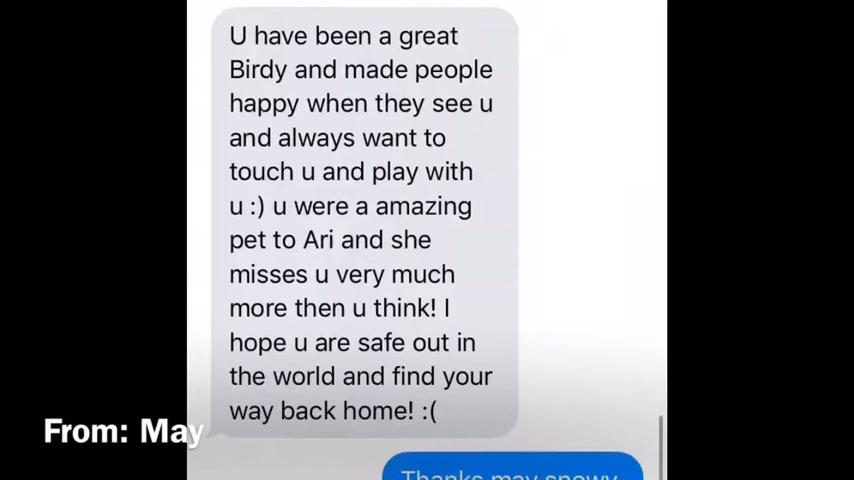 U have been a great
Birdy and made people
happy when they see u
and always want to
touch u and play with
u :) u were a amazing
pet to Ari and she
misses u very much
more then u think! I
hope u are safe out in
the world and find your
way back home! :(
From: May
Thanks may snowy